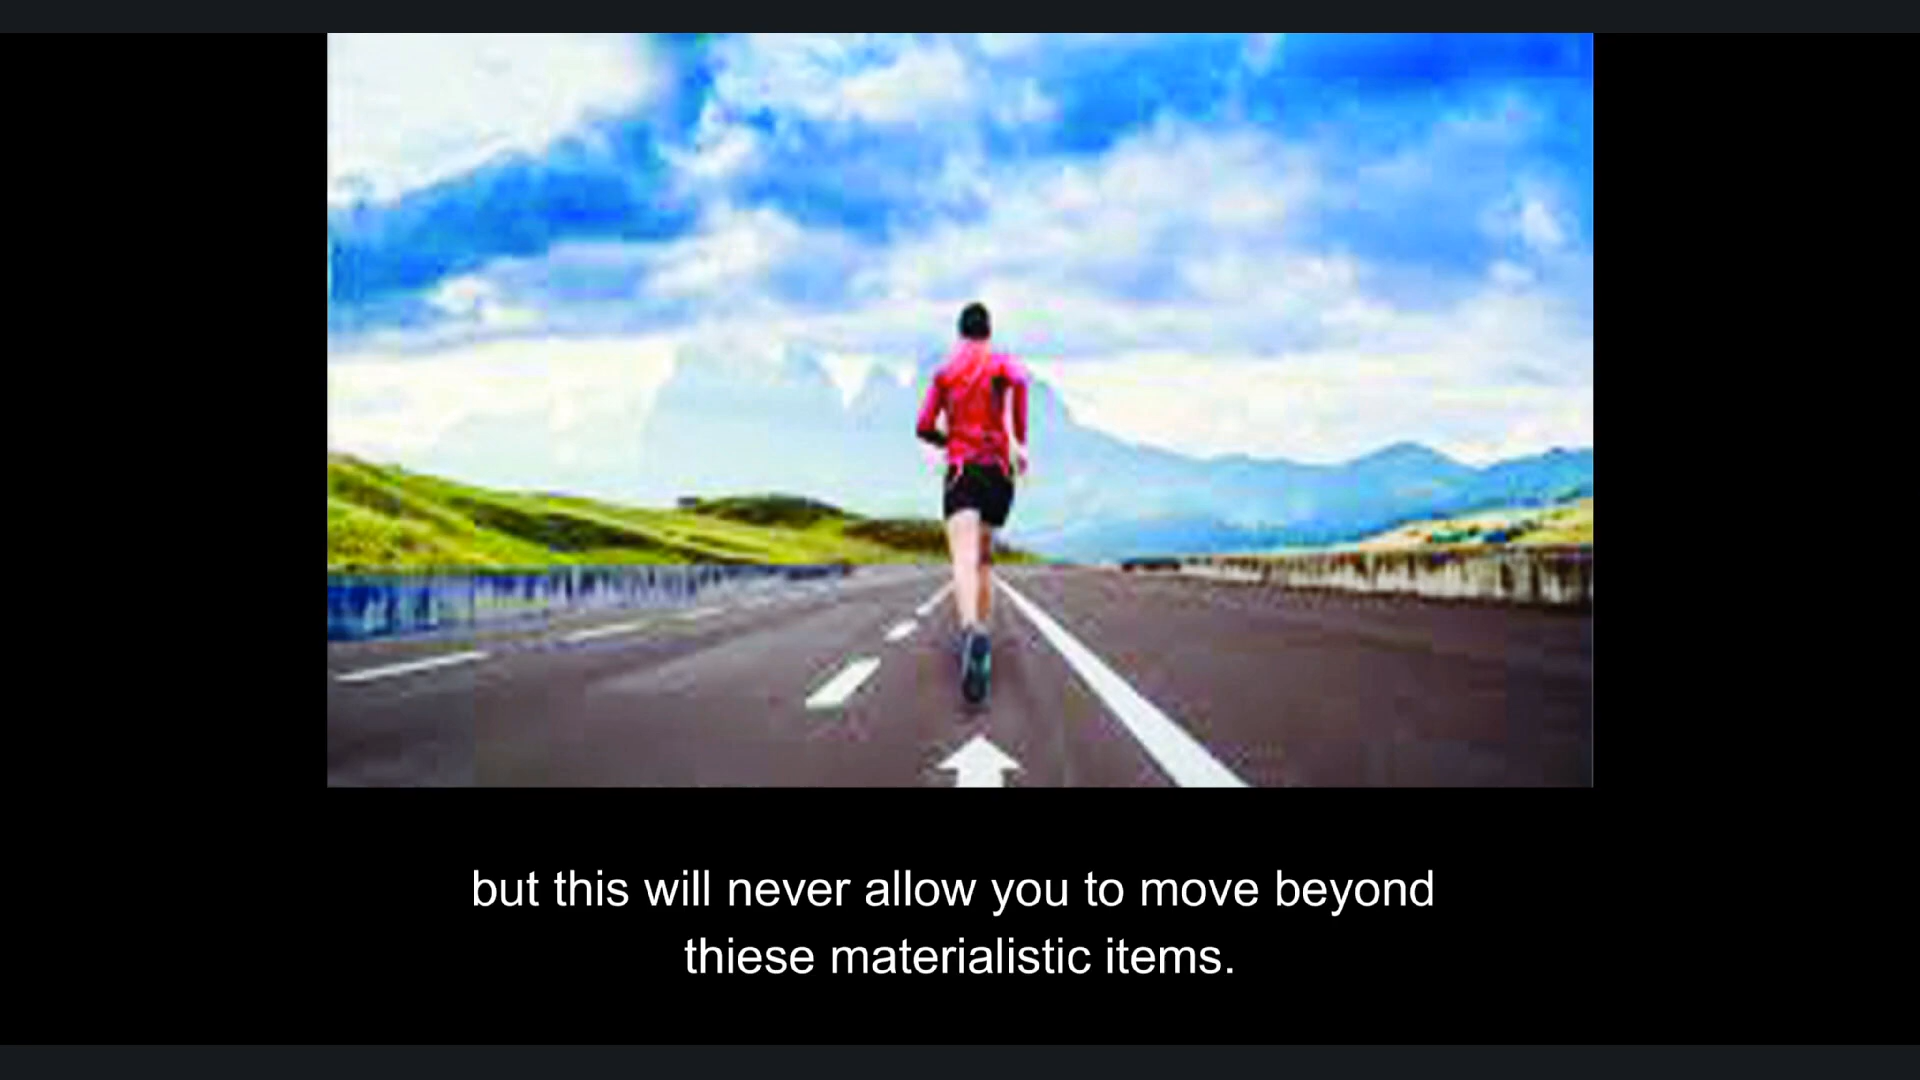 but this will never allow you to move beyond
thiese materialistic items.